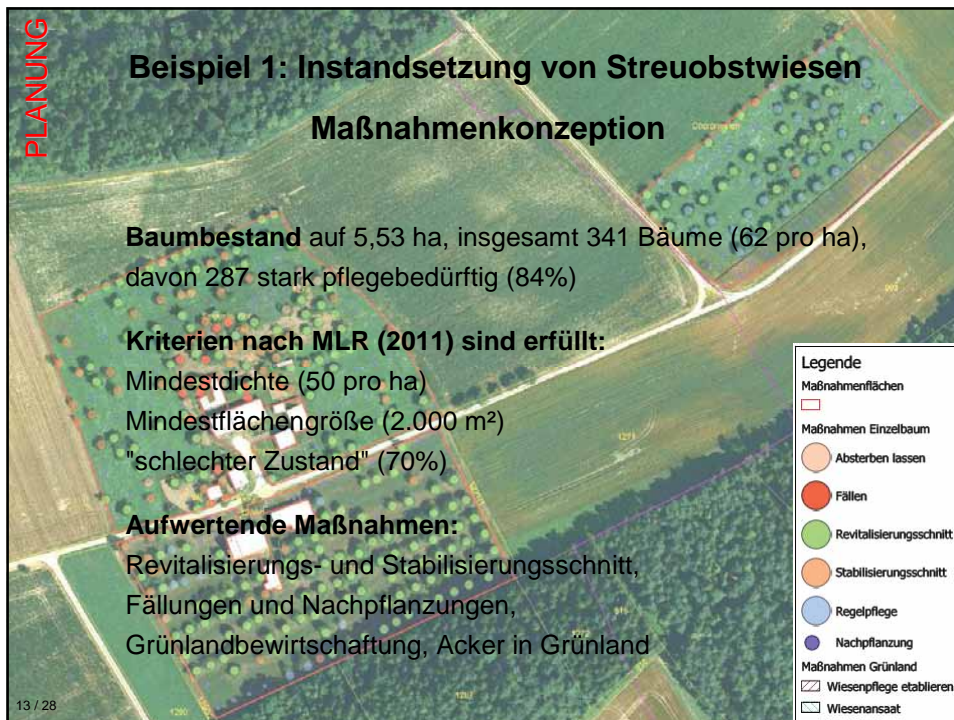 PLANUNG
Beispiel 1: Instandsetzung von Streuobstwiesen
Maßnahmenkonzeption
Baumbestand auf 5,53 ha, insgesamt 341 Bäume (62 pro ha),
davon 287 stark pflegebedürftig (84%)
Kriterien nach MLR (2011) sind erfüllt:
Mindestdichte (50 pro ha)
Mindestflächengröße (2.000 m²)
"schlechter Zustand" (70%)
Aufwertende Maßnahmen:
Revitalisierungs- und Stabilisierungsschnitt,
Fällungen und Nachpflanzungen,
Grünlandbewirtschaftung, Acker in Grünland
Legende
Maßnahmenflächen
Maßnahmen Einzelbaum
Absterben lassen
Fällen
Revitalisierungsschnitt
Stabilisierungsschnitt
Regelpflege
Nachpflanzung
Maßnahmen Grünland
Wiesenpflege etablieren
Wiesenansaat
13 / 28